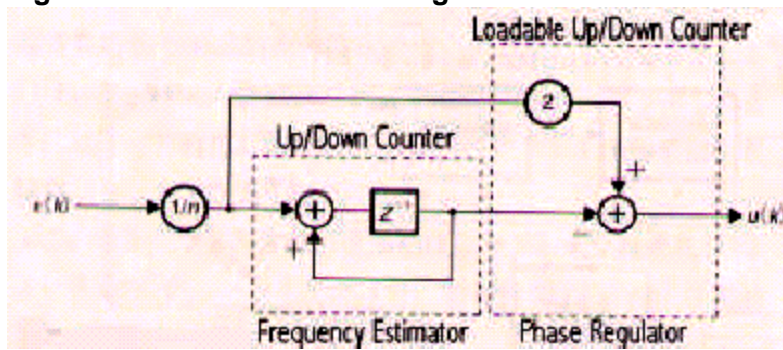 Loadable Up/Down Counter
2
Up/Down Counter
+
e(k)
1/n
+
z⁻¹
+
+
−
u(k)
Frequency Estimator
Phase Regulator